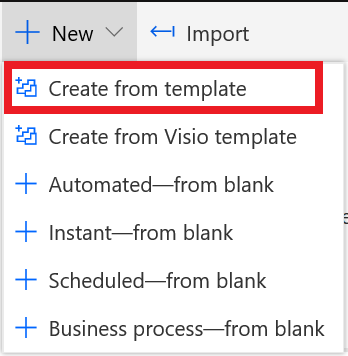 New
Import
Create from template
Create from Visio template
Automated—from blank
Instant—from blank
Scheduled—from blank
Business process—from blank